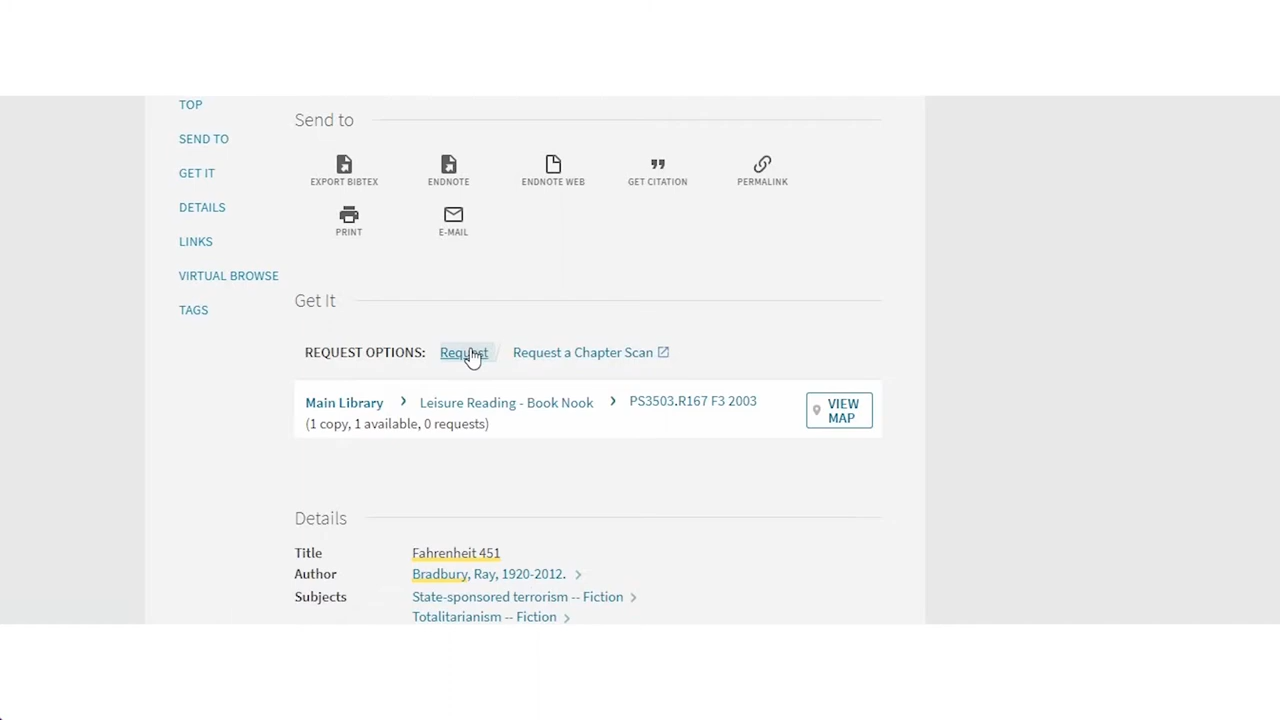 TOP
SEND TO
GET IT
DETAILS
LINKS
VIRTUAL BROWSE
TAGS
Send to
EXPORT BIBTEX
ENDNOTE
ENDNOTE WEB
GET CITATION
PERMALINK
PRINT
E-MAIL
Get It
REQUEST OPTIONS: Request Request a Chapter Scan
Main Library Leisure Reading - Book Nook PS3503.R167 F3 2003
(1 copy, 1 available, 0 requests)
VIEW
MAP
Details
Title Fahrenheit 451
Author Bradbury, Ray, 1920-2012.
Subjects State-sponsored terrorism -- Fiction
Totalitarianism -- Fiction